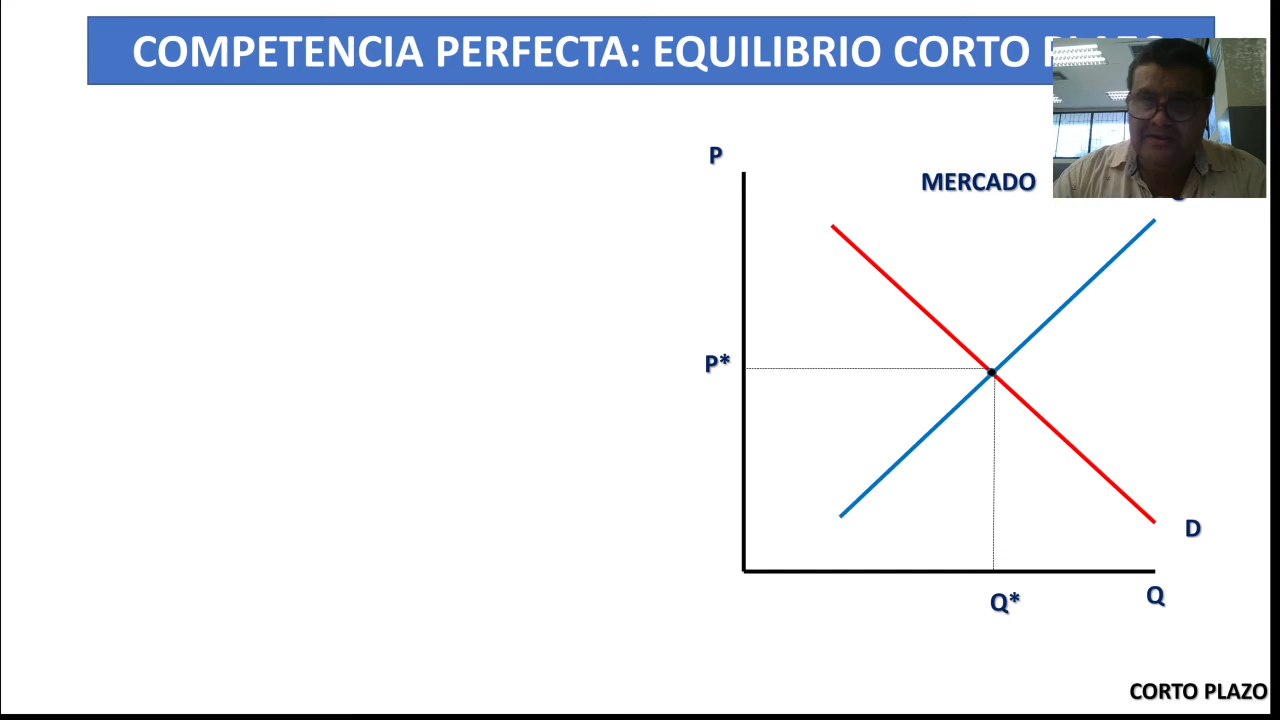 COMPETENCIA PERFECTA: EQUILIBRIO CORTO
P
MERCADO
P*
D
Q*
Q
CORTO PLAZO